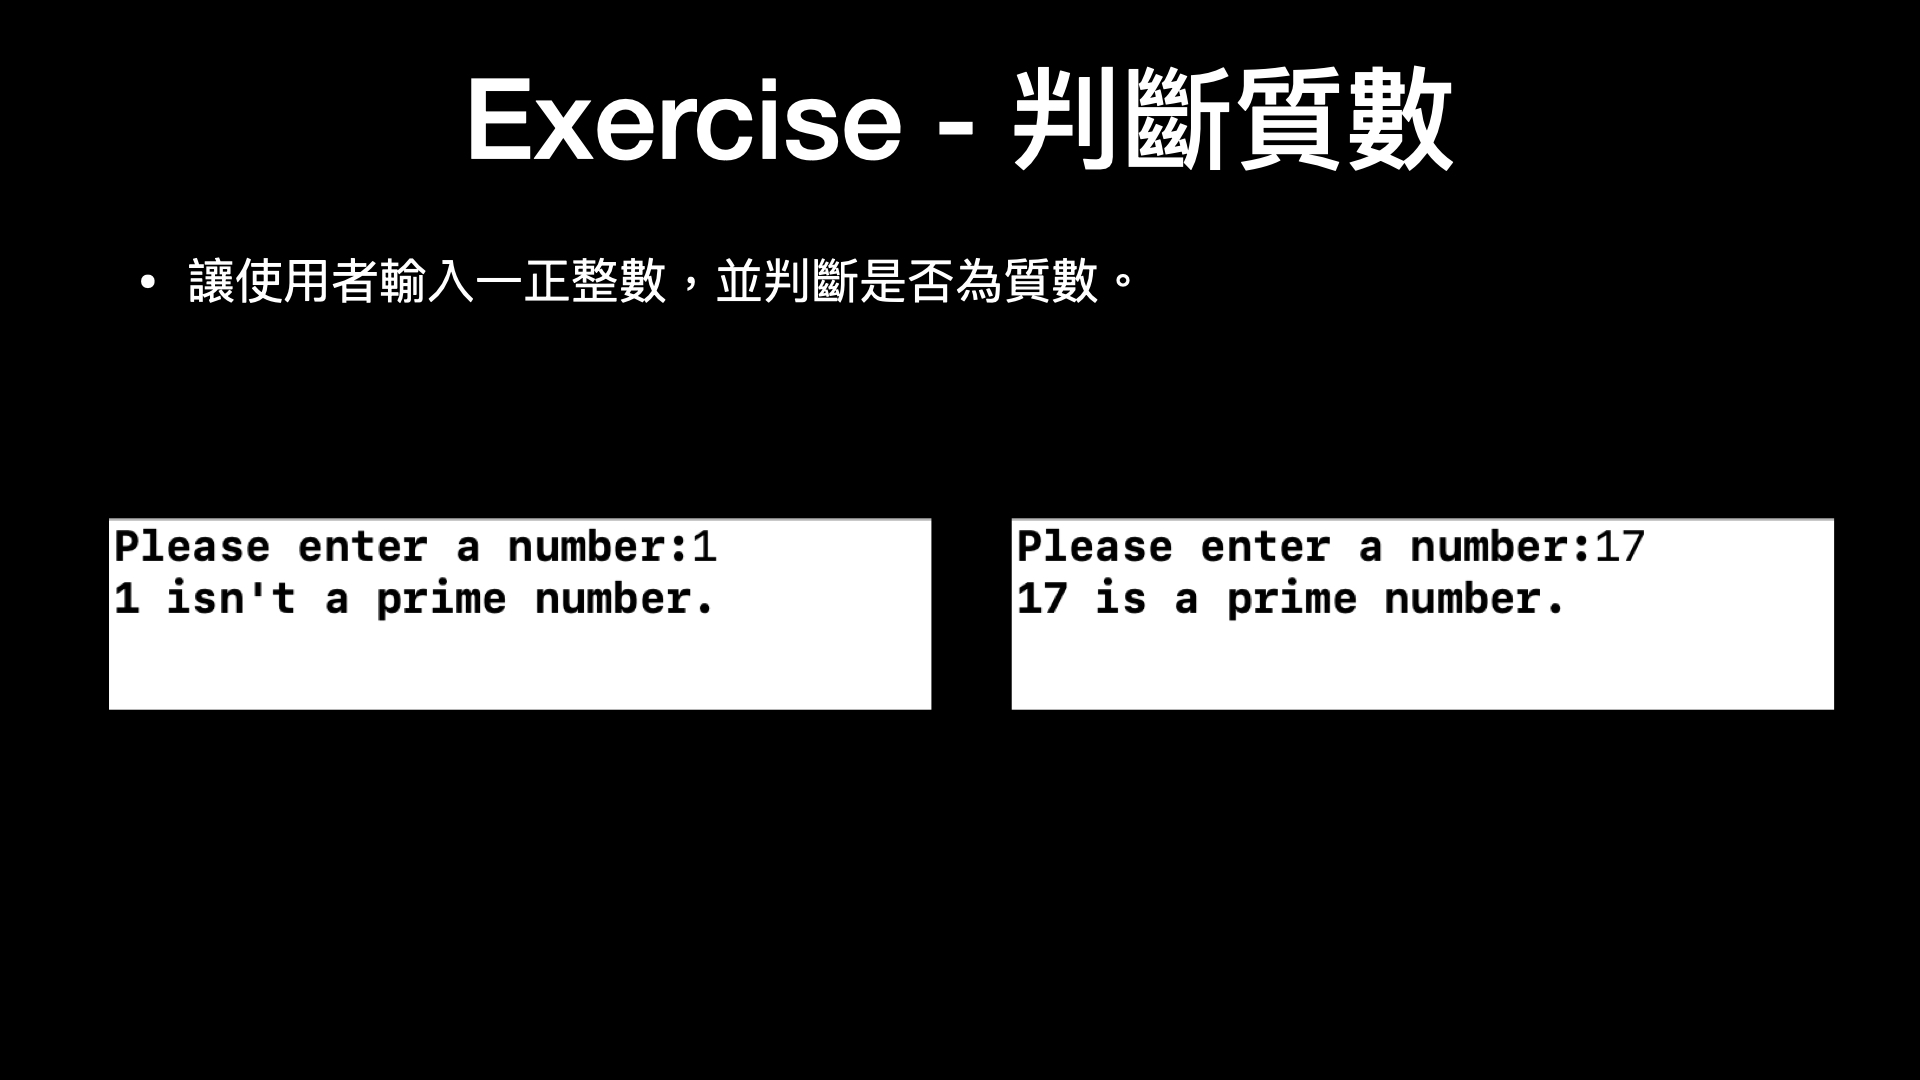 Exercise - 判斷質數
• 讓使用者輸入一正整數，並判斷是否為質數。
Please enter a number:1
1 isn't a prime number.
Please enter a number:17
17 is a prime number.